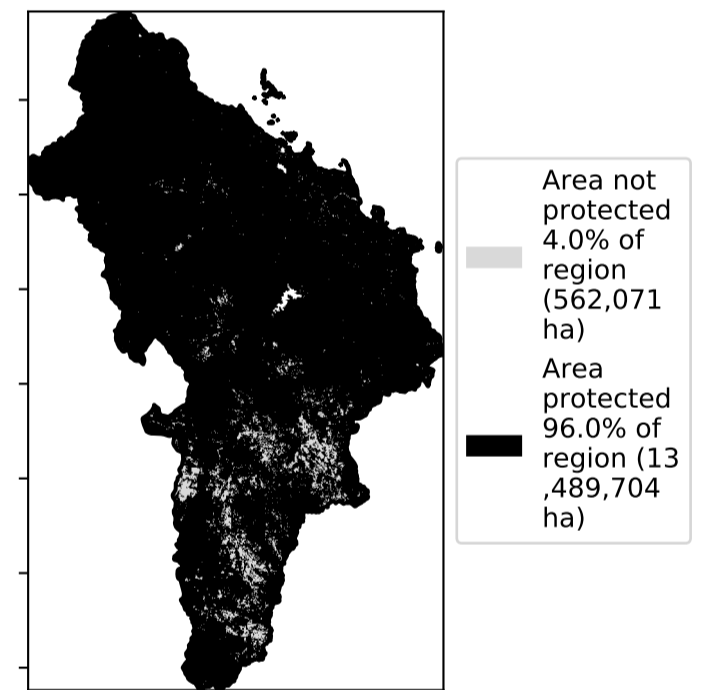 Area not
protected
4.0% of
region
(562,071
ha)
Area
protected
96.0% of
region (13
,489,704
ha)